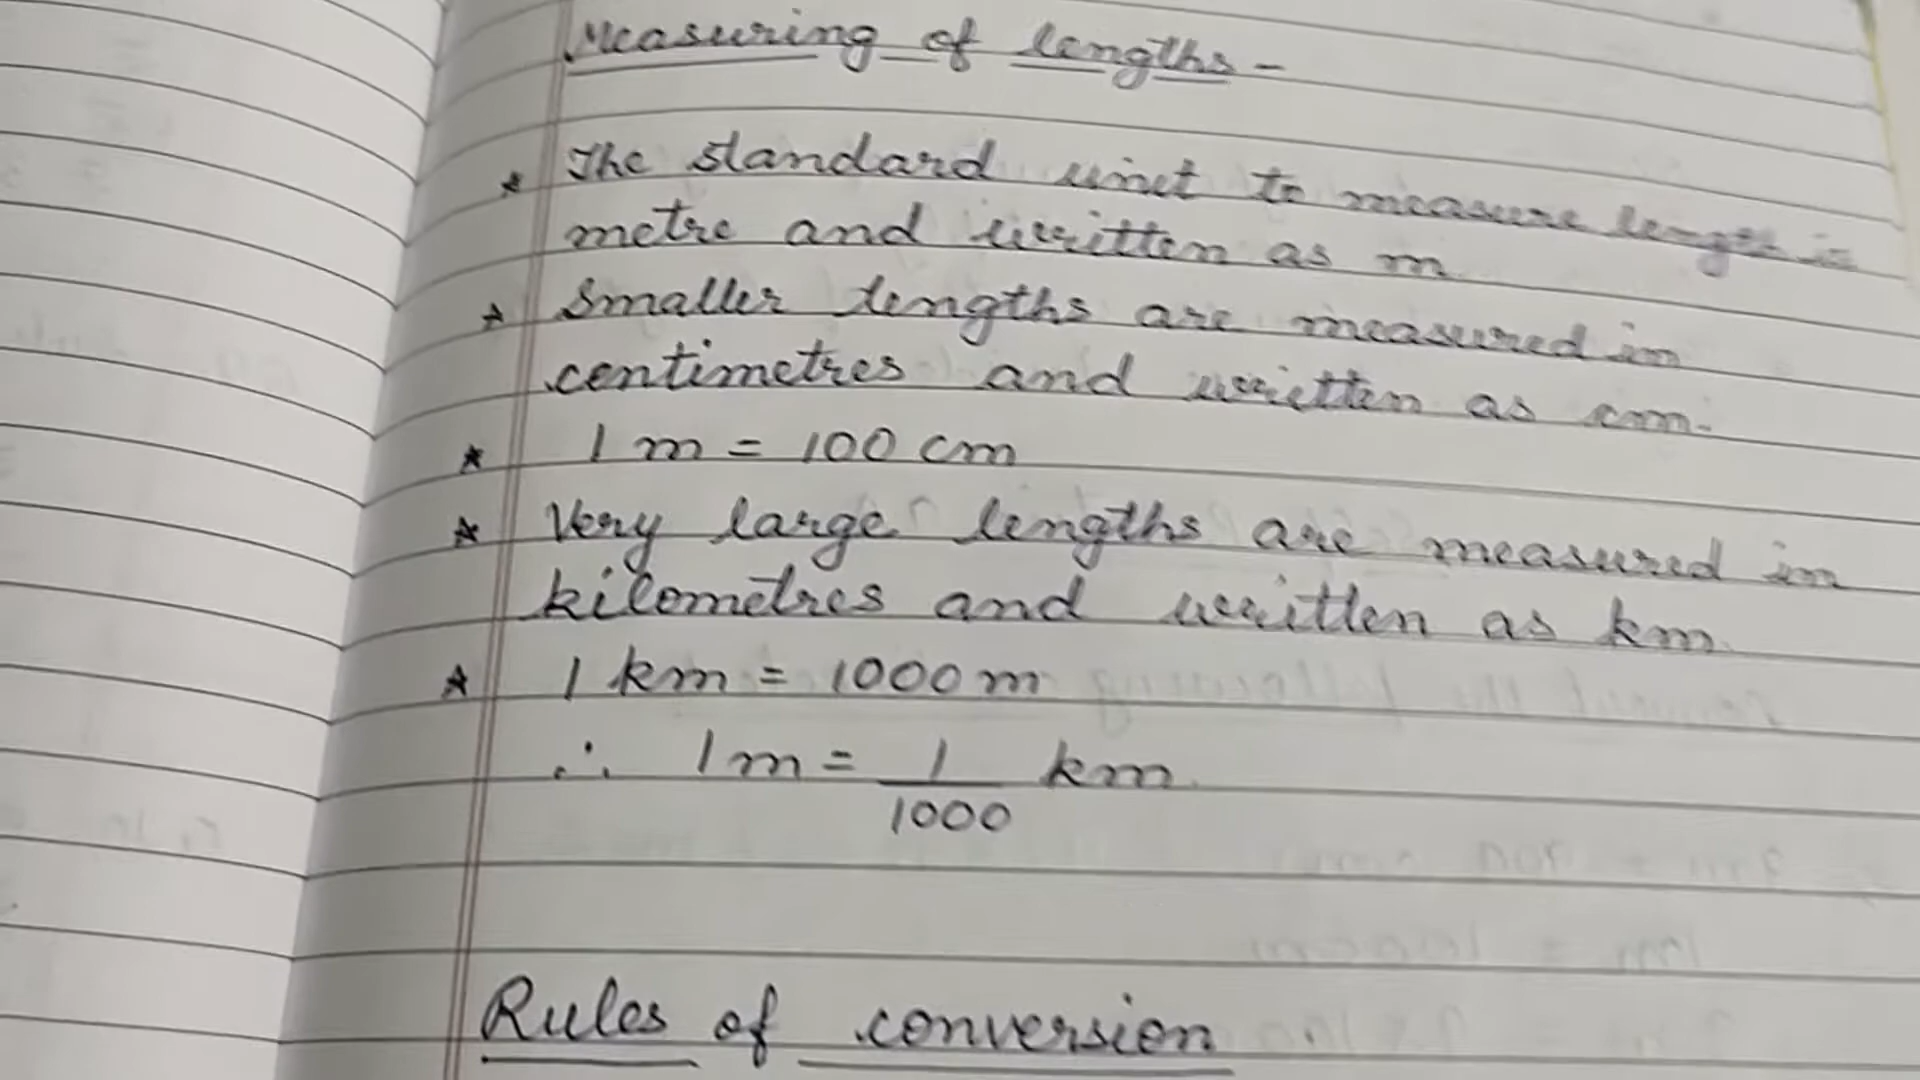 Measuring of lengths -
* The standard unit to measure length is
metre and written as m
* Smaller lengths are measured in
centimetres and written as cm.
* 1 m = 100 cm
* Very large lengths are measured in
kilometres and written as km.
* 1 km = 1000 m
∴ 1 m = 1/1000 km.
Rules of conversion